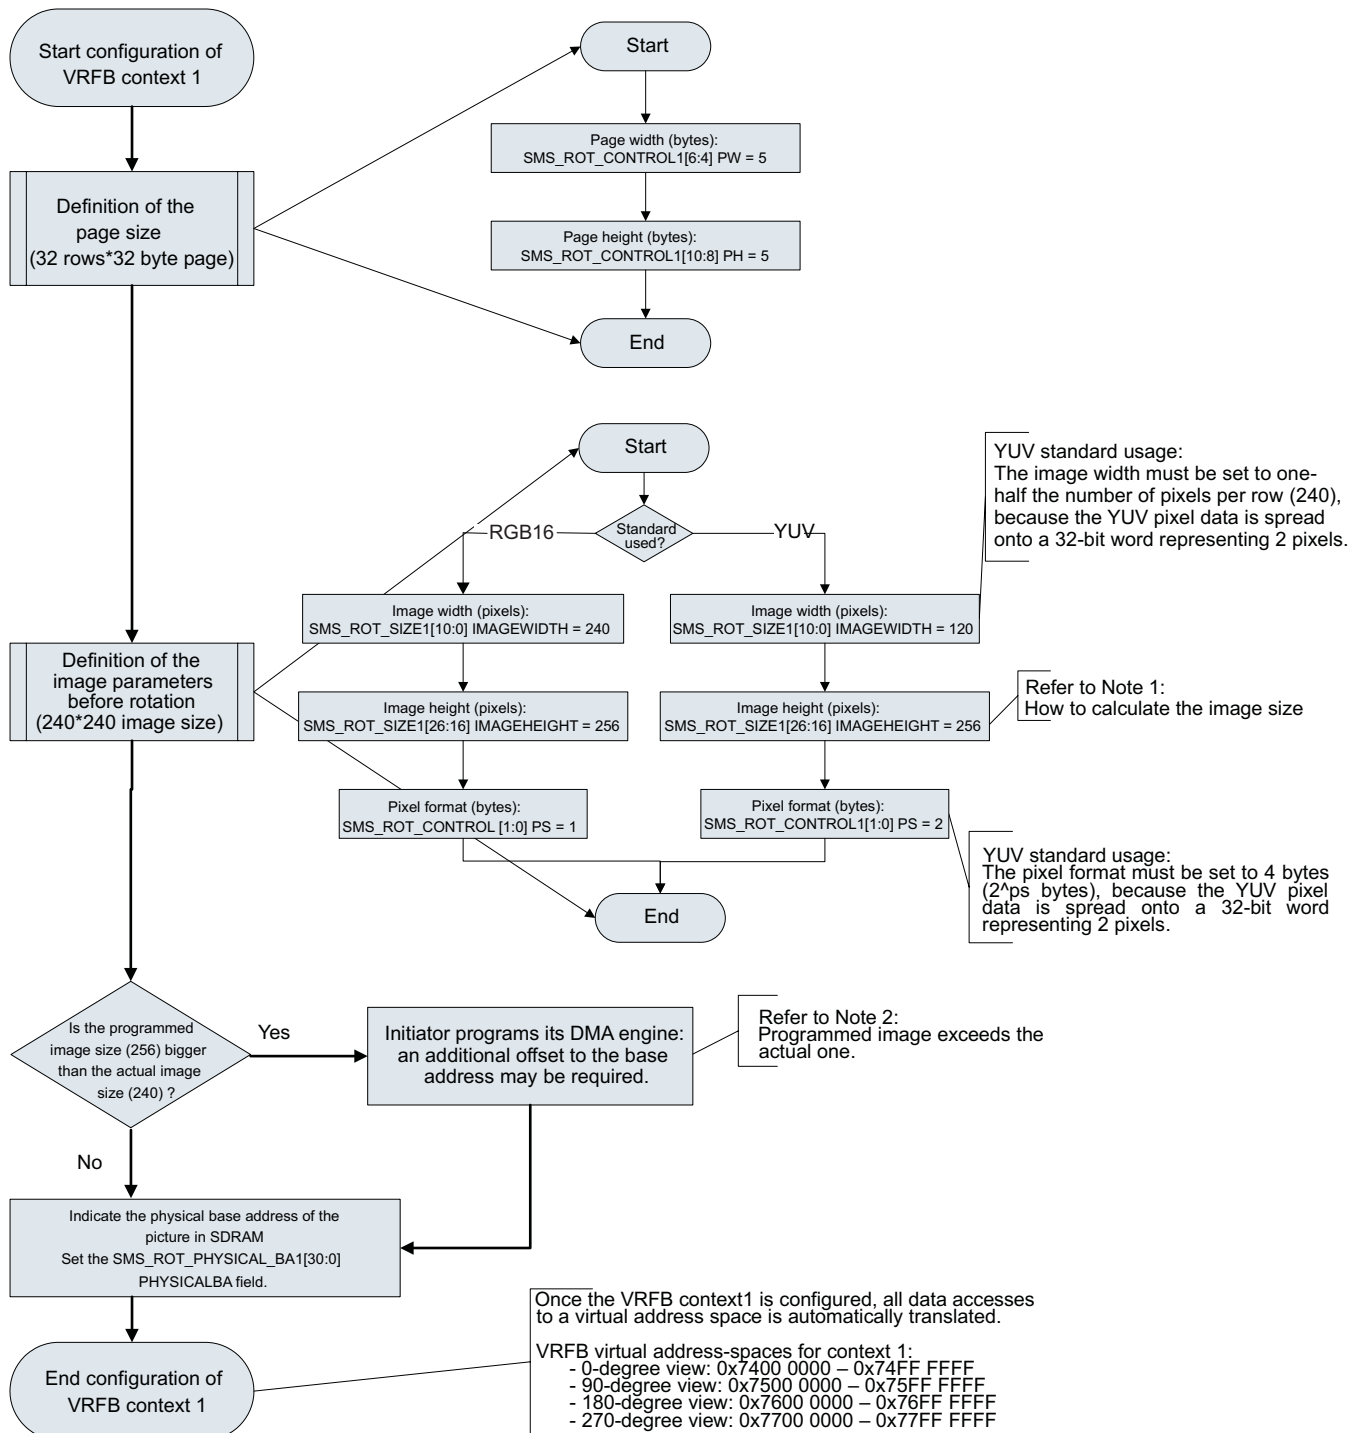 Start configuration of
VRFB context 1
Start
Page width (bytes):
SMS_ROT_CONTROL1[6:4] PW = 5
Definition of the
page size
(32 rows*32 byte page)
Page height (bytes):
SMS_ROT_CONTROL1[10:8] PH = 5
End
Start
YUV standard usage:
The image width must be set to one-
half the number of pixels per row (240),
because the YUV pixel data is spread
onto a 32-bit word representing 2 pixels.
RGB16
Standard
used?
YUV
Image width (pixels):
SMS_ROT_SIZE1[10:0] IMAGEWIDTH = 240
Image width (pixels):
SMS_ROT_SIZE1[10:0] IMAGEWIDTH = 120
Definition of the
image parameters
before rotation
(240*240 image size)
Image height (pixels):
SMS_ROT_SIZE1[26:16] IMAGEHEIGHT = 256
Image height (pixels):
SMS_ROT_SIZE1[26:16] IMAGEHEIGHT = 256
Refer to Note 1:
How to calculate the image size
Pixel format (bytes):
SMS_ROT_CONTROL [1:0] PS = 1
Pixel format (bytes):
SMS_ROT_CONTROL1[1:0] PS = 2
YUV standard usage:
The pixel format must be set to 4 bytes
(2^ps bytes), because the YUV pixel
data is spread onto a 32-bit word
representing 2 pixels.
End
Is the programmed
image size (256) bigger
than the actual image
size (240) ?
Yes
Initiator programs its DMA engine:
an additional offset to the base
address may be required.
Refer to Note 2:
Programmed image exceeds the
actual one.
No
Indicate the physical base address of the
picture in SDRAM
Set the SMS_ROT_PHYSICAL_BA1[30:0]
PHYSICALBA field.
End configuration of
VRFB context 1
Once the VRFB context1 is configured, all data accesses
to a virtual address space is automatically translated.
VRFB virtual address-spaces for context 1:
- 0-degree view: 0x7400 0000 – 0x74FF FFFF
- 90-degree view: 0x7500 0000 – 0x75FF FFFF
- 180-degree view: 0x7600 0000 – 0x76FF FFFF
- 270-degree view: 0x7700 0000 – 0x77FF FFFF